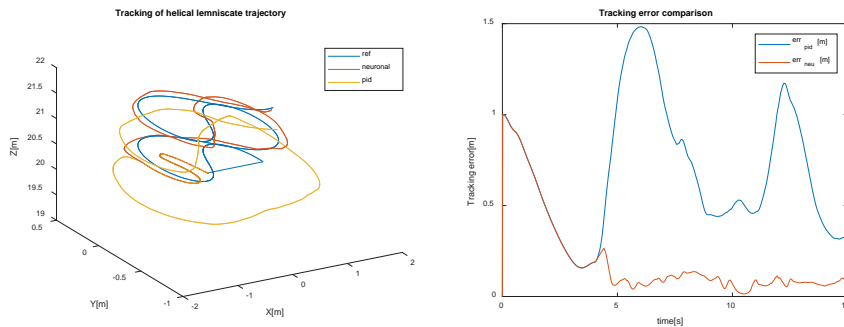 Tracking of helical lemniscate trajectory
ref
neuronal
pid
22
21.5
21
20.5
20
19.5
19
Z[m]
0.5
0
-0.5
-1
Y[m]
-2
-1
0
1
2
X[m]
Tracking error comparison
err pid [m]
err neu [m]
1.5
1
0.5
0
Tracking error[m]
0
5
10
time[s]